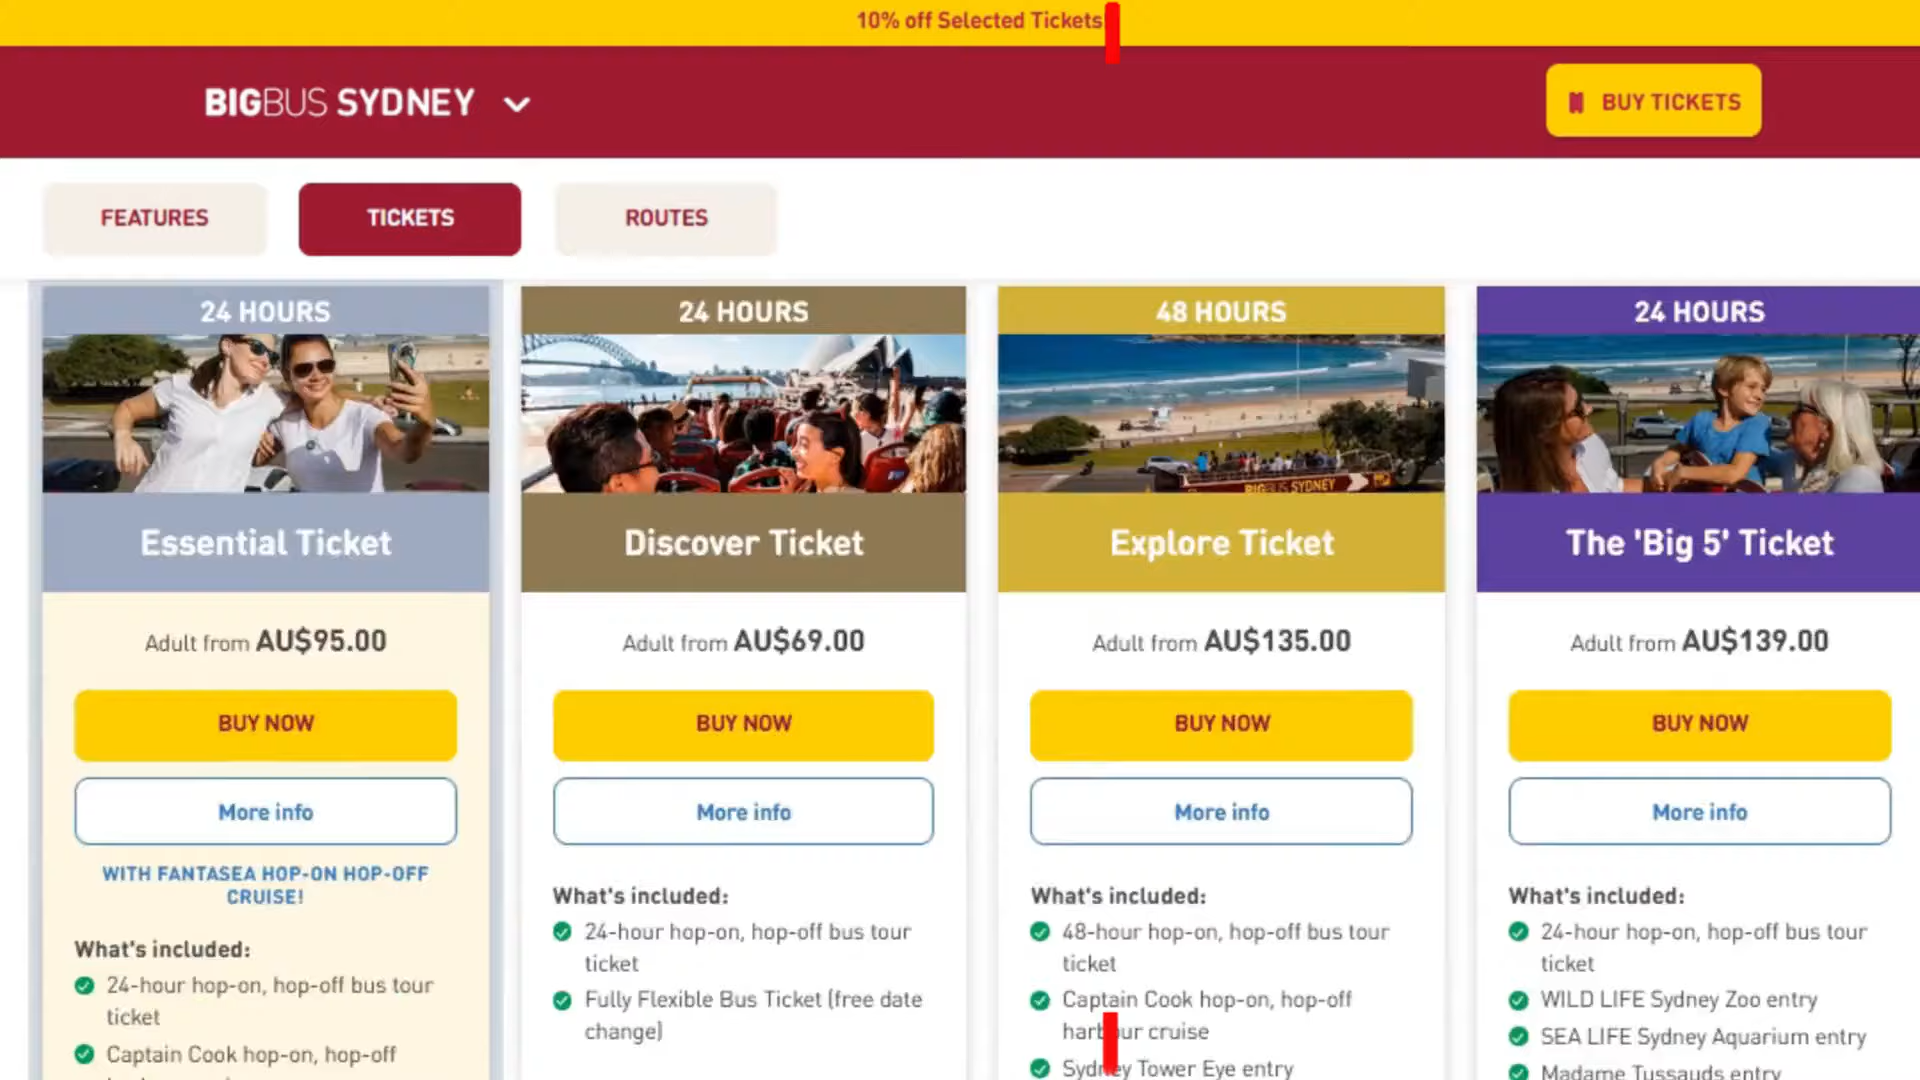 10% off Selected Tickets
BIGBUS SYDNEY
BUY TICKETS
FEATURES
TICKETS
ROUTES
24 HOURS
Essential Ticket
Adult from AU$95.00
BUY NOW
More info
WITH FANTASEA HOP-ON HOP-OFF
CRUISE!
What's included:
24-hour hop-on, hop-off bus tour
ticket
Captain Cook hop-on, hop-off
24 HOURS
Discover Ticket
Adult from AU$69.00
BUY NOW
More info
What's included:
24-hour hop-on, hop-off bus tour
ticket
Fully Flexible Bus Ticket (free date
change)
48 HOURS
BIGBUS SYDNEY
Explore Ticket
Adult from AU$135.00
BUY NOW
More info
What's included:
48-hour hop-on, hop-off bus tour
ticket
Captain Cook hop-on, hop-off
harbour cruise
Sydney Tower Eye entry
24 HOURS
The 'Big 5' Ticket
Adult from AU$139.00
BUY NOW
More info
What's included:
24-hour hop-on, hop-off bus tour
ticket
WILD LIFE Sydney Zoo entry
SEA LIFE Sydney Aquarium entry
Madame Tussauds entry